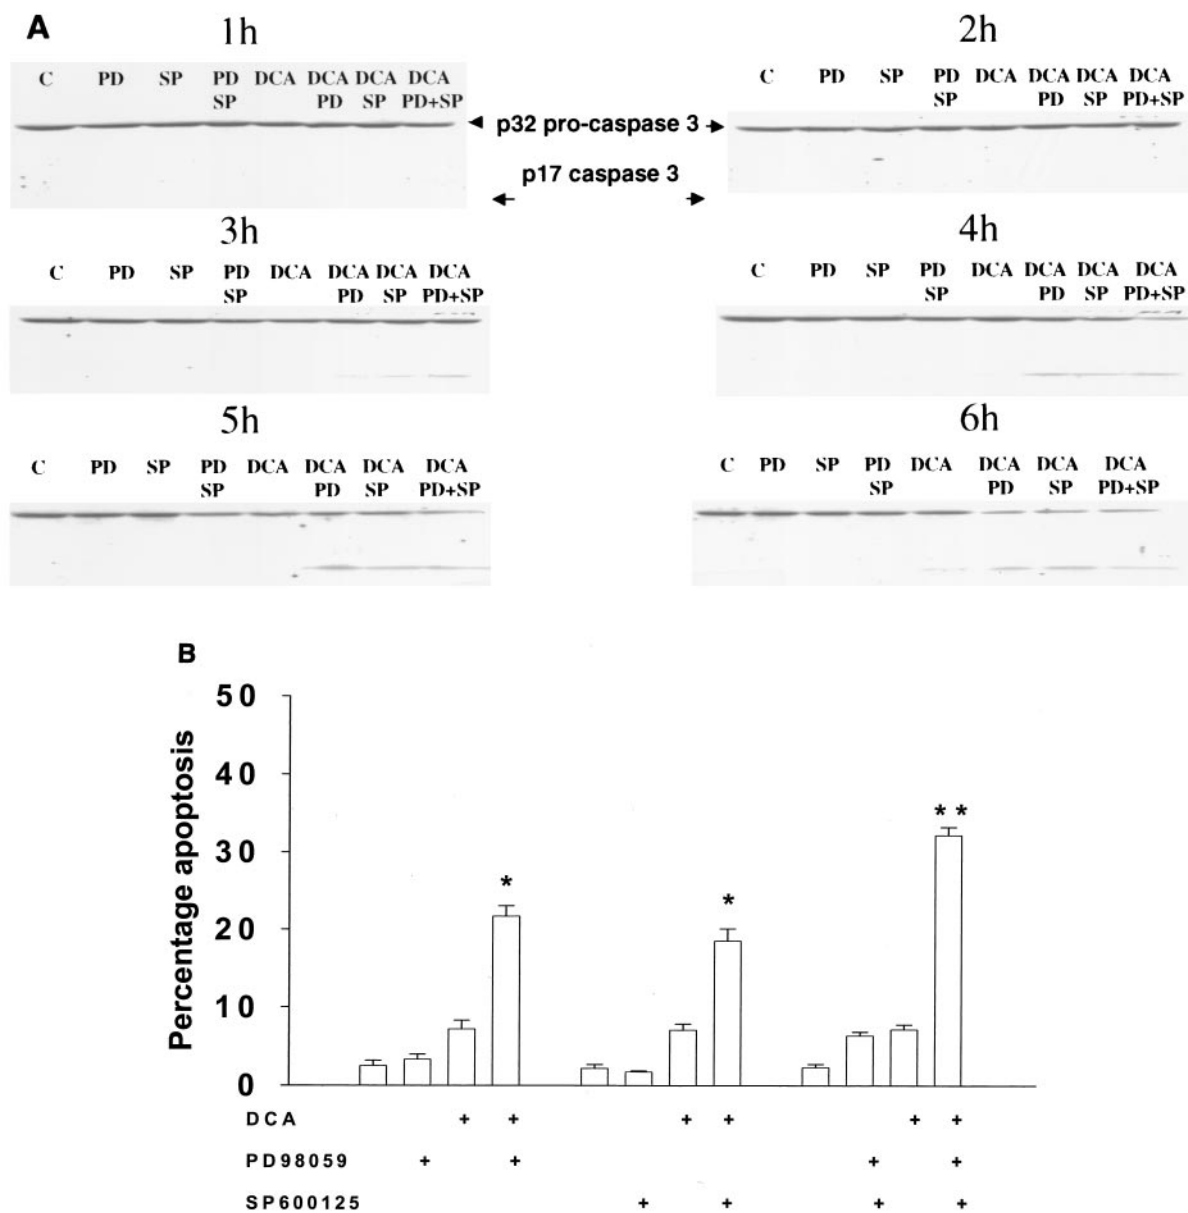 A
1h
2h
C PD SP PD DCA DCA DCA DCA
SP PD SP PD+SP
C PD SP PD DCA DCA DCA DCA
SP PD SP PD+SP
p32 pro-caspase 3
p17 caspase 3
3h
4h
C PD SP PD DCA DCA DCA DCA
SP PD SP PD+SP
C PD SP PD DCA DCA DCA DCA
SP PD SP PD+SP
5h
6h
C PD SP PD DCA DCA DCA DCA
SP PD SP PD+SP
C PD SP PD DCA DCA DCA DCA
SP PD SP PD+SP
B
Percentage apoptosis
50
40
30
20
10
0
*
*
* *
DCA + + + + + +
PD98059 + + + +
SP600125 + + + +